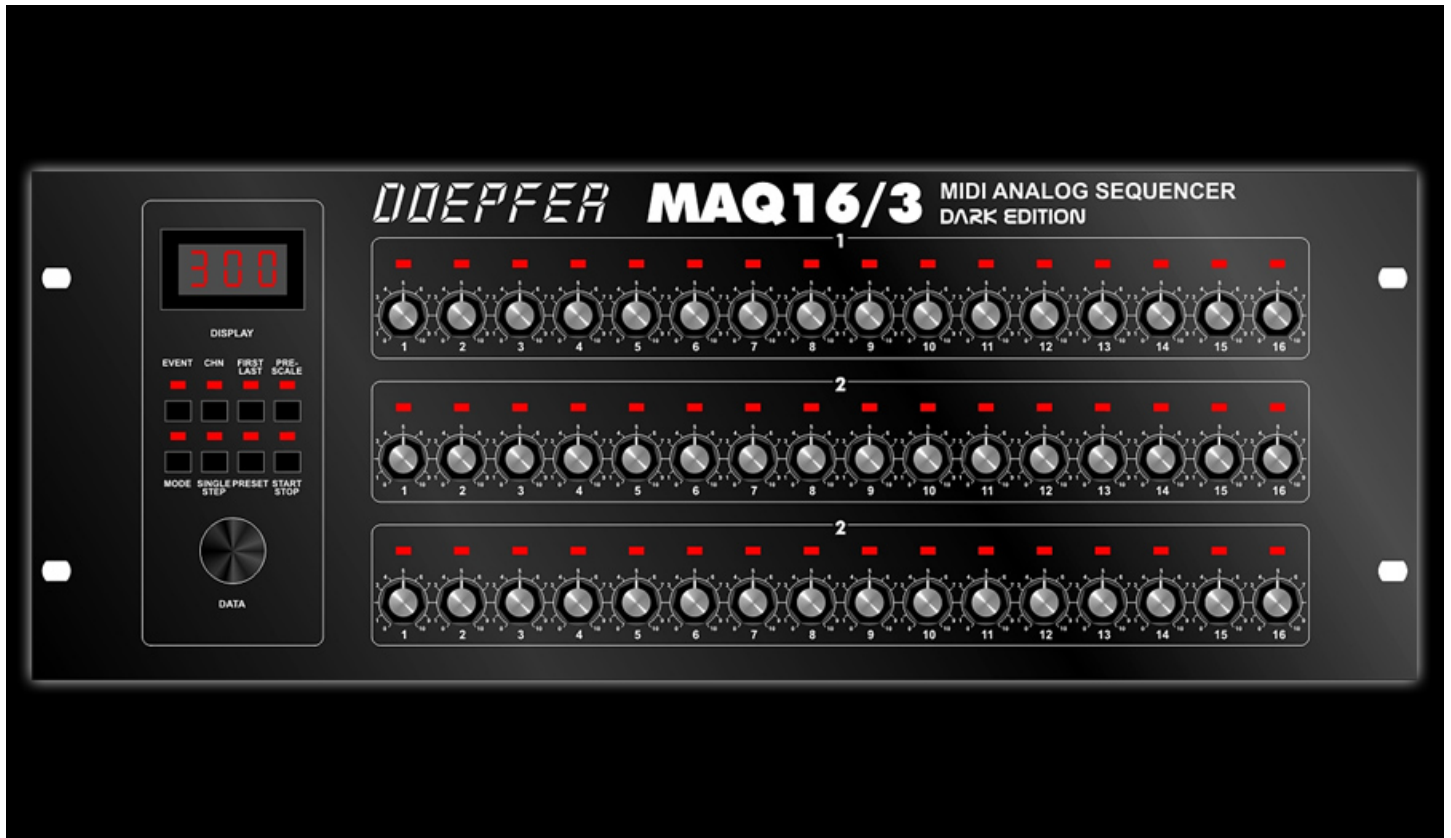 DOEPFER MAQ16/3 MIDI ANALOG SEQUENCER
DARK EDITION
300
DISPLAY
EVENT CHN FIRST LAST PRE-SCALE
MODE SINGLE STEP PRESET START STOP
DATA
1
1 2 3 4 5 6 7 8 9 10 11 12 13 14 15 16
2
1 2 3 4 5 6 7 8 9 10 11 12 13 14 15 16
2
1 2 3 4 5 6 7 8 9 10 11 12 13 14 15 16